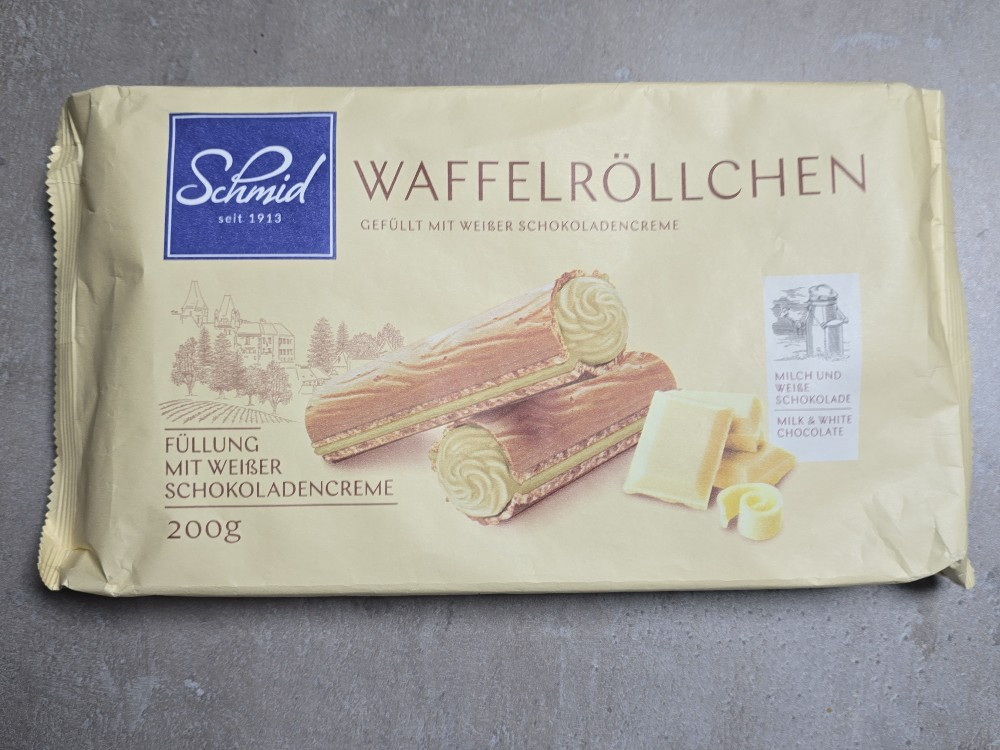 Schmid
seit 1913
WAFFELRÖLLCHEN
GEFÜLLT MIT WEIßER SCHOKOLADENCREME
MILCH UND
WEIßE
SCHOKOLADE
MILK & WHITE
CHOCOLATE
FÜLLUNG
MIT WEIßER
SCHOKOLADENCREME
200g